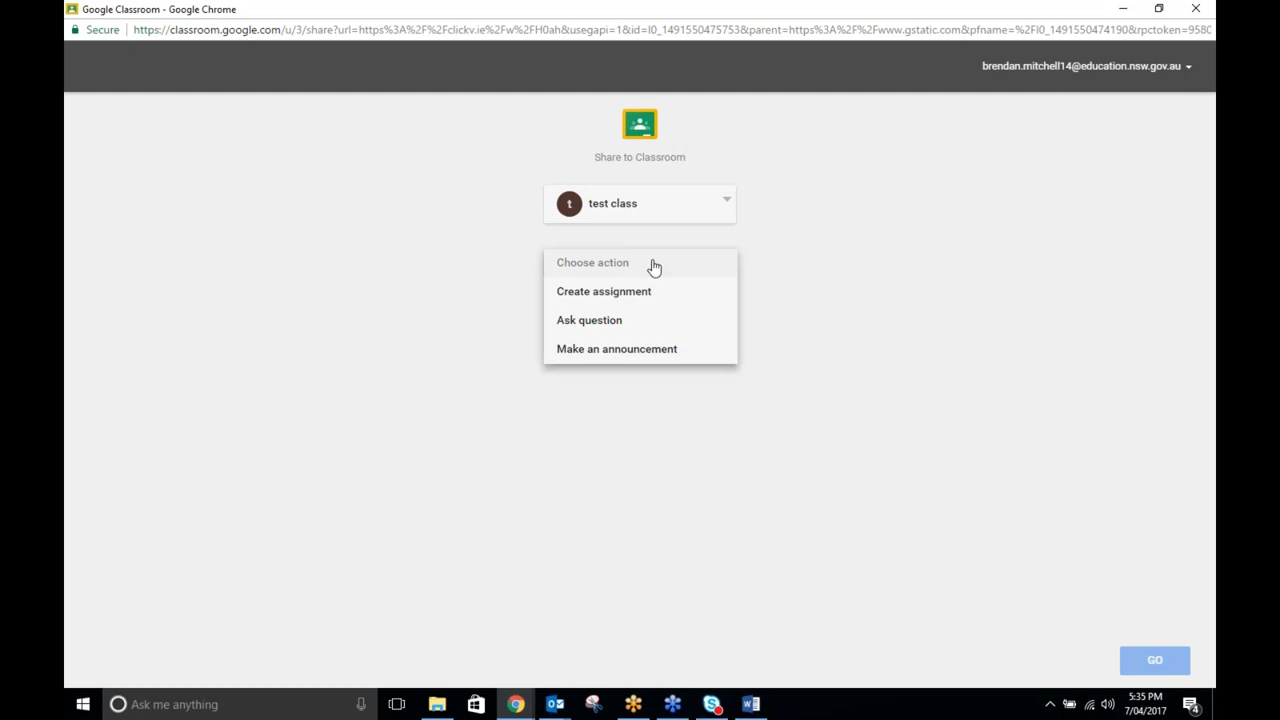 Google Classroom - Google Chrome
Secure https://classroom.google.com/u/3/share?url=https%3A%2F%2Fclickv.ie%2Fw%2FH0ah&usegapi=1&id=I0_1491550475753&parent=https%3A%2F%2Fwww.gstatic.com&pfname=%2FI0_1491550474190&rpctoken=9580
brendan.mitchell14@education.nsw.gov.au
Share to Classroom
t test class
Choose action
Create assignment
Ask question
Make an announcement
GO
Ask me anything
5:35 PM
7/04/2017
4